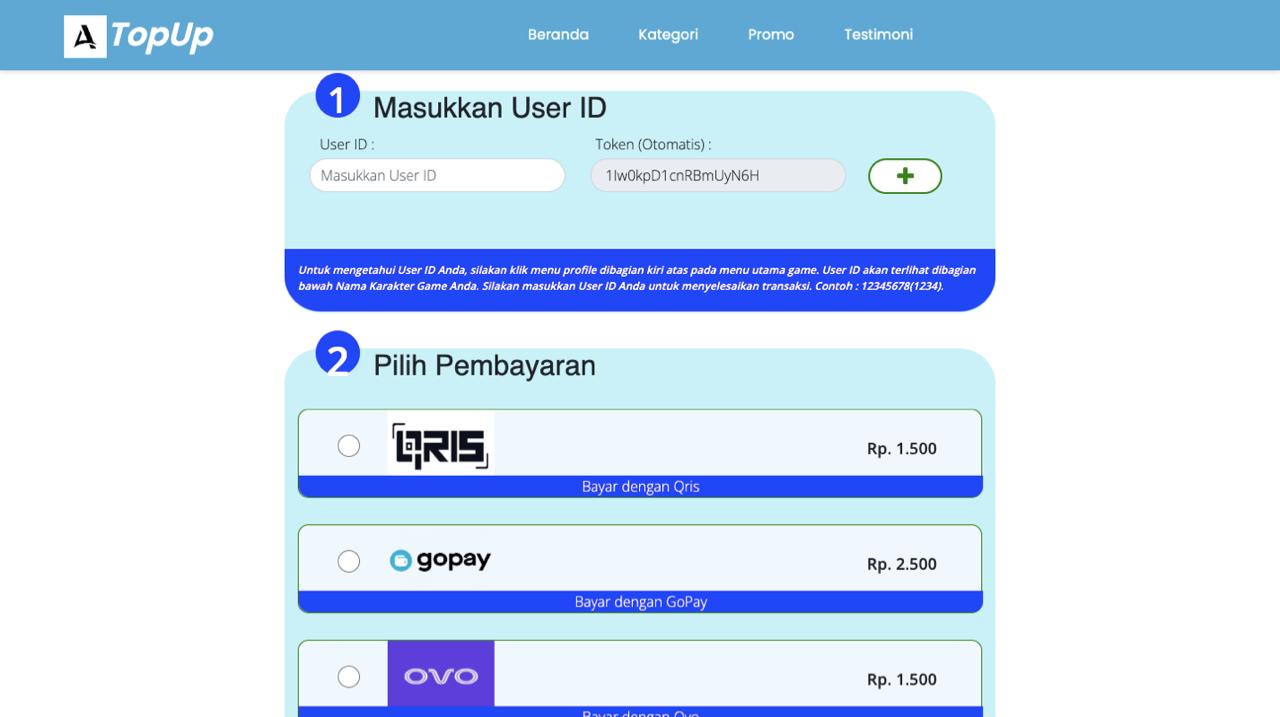 A TopUp
Beranda Kategori Promo Testimoni
1 Masukkan User ID
User ID : Token (Otomatis) :
Masukkan User ID 1Iw0kpD1cnRBmUyN6H
Untuk mengetahui User ID Anda, silakan klik menu profile dibagian kiri atas pada menu utama game. User ID akan terlihat dibagian
bawah Nama Karakter Game Anda. Silakan masukkan User ID Anda untuk menyelesaikan transaksi. Contoh : 12345678(1234).
2 Pilih Pembayaran
QRIS Rp. 1.500
Bayar dengan Qris
gopay Rp. 2.500
Bayar dengan GoPay
OVO Rp. 1.500
Bayar dengan Ovo